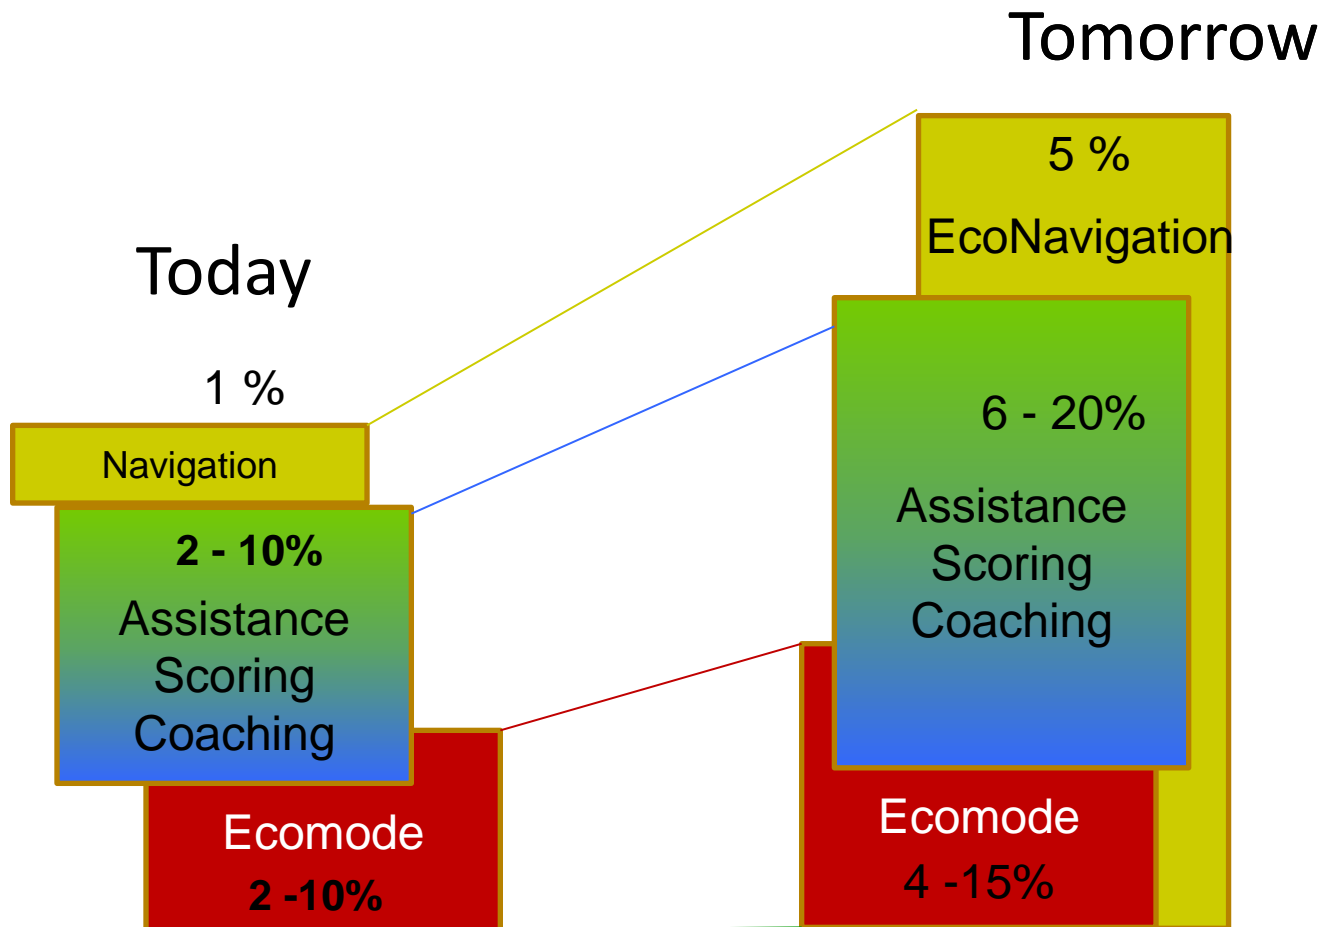 Tomorrow
5 %
EcoNavigation
Today
1 %
Navigation
2 - 10%
Assistance
Scoring
Coaching
Ecomode
2 -10%
6 - 20%
Assistance
Scoring
Coaching
Ecomode
4 -15%